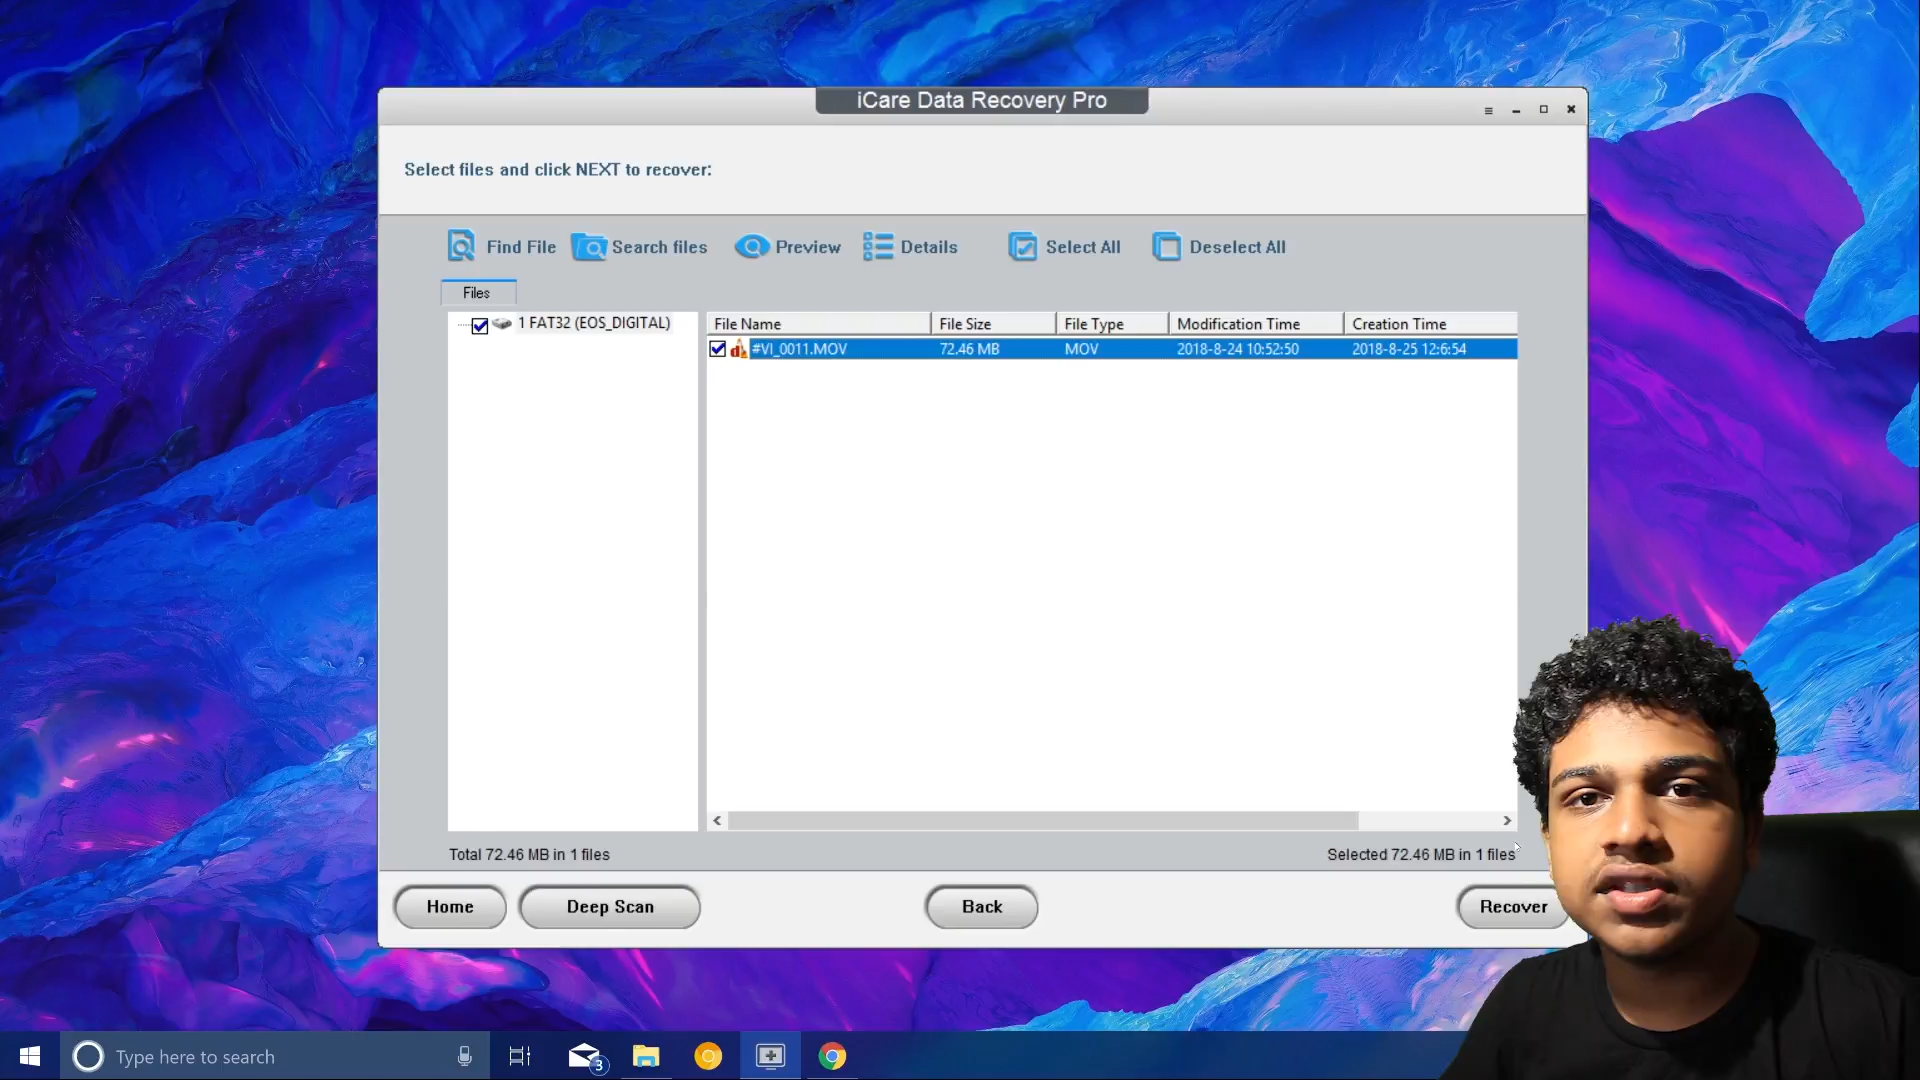 iCare Data Recovery Pro
Select files and click NEXT to recover:
Find File Search files Preview Details Select All Deselect All
Files
1 FAT32 (EOS_DIGITAL)
File Name File Size File Type Modification Time Creation Time
#VI_0011.MOV 72.46 MB MOV 2018-8-24 10:52:50 2018-8-25 12:6:54
Total 72.46 MB in 1 files
Selected 72.46 MB in 1 files
Home Deep Scan Back Recover
Type here to search
3